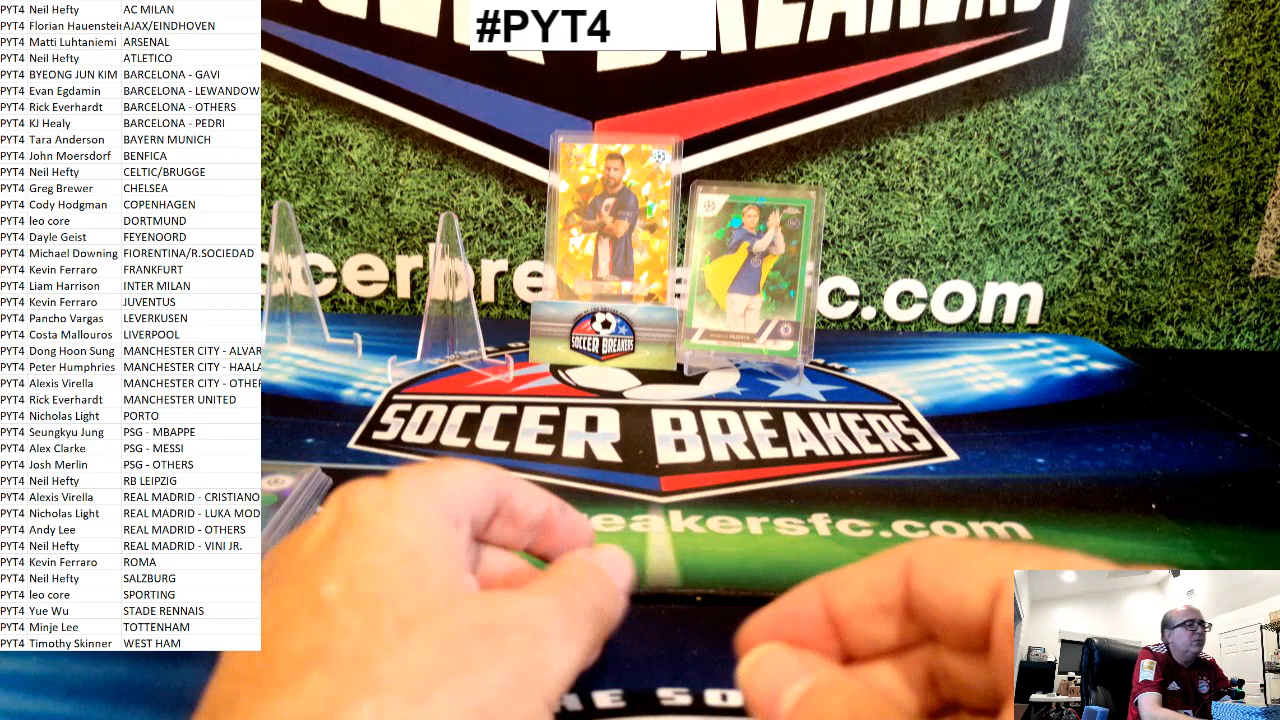 PYT4 Neil Hefty AC MILAN
PYT4 Florian Hauenstein AJAX/EINDHOVEN
PYT4 Matti Luhtaniemi ARSENAL
PYT4 Neil Hefty ATLETICO
PYT4 BYEONG JUN KIM BARCELONA - GAVI
PYT4 Evan Egdamin BARCELONA - LEWANDOW
PYT4 Rick Everhardt BARCELONA - OTHERS
PYT4 KJ Healy BARCELONA - PEDRI
PYT4 Tara Anderson BAYERN MUNICH
PYT4 John Moersdorf BENFICA
PYT4 Neil Hefty CELTIC/BRUGGE
PYT4 Greg Brewer CHELSEA
PYT4 Cody Hodgman COPENHAGEN
PYT4 leo core DORTMUND
PYT4 Dayle Geist FEYENOORD
PYT4 Michael Downing FIORENTINA/R.SOCIEDAD
PYT4 Kevin Ferraro FRANKFURT
PYT4 Liam Harrison INTER MILAN
PYT4 Kevin Ferraro JUVENTUS
PYT4 Pancho Vargas LEVERKUSEN
PYT4 Costa Mallouros LIVERPOOL
PYT4 Dong Hoon Sung MANCHESTER CITY - ALVAR
PYT4 Peter Humphries MANCHESTER CITY - HAALA
PYT4 Alexis Virella MANCHESTER CITY - OTHER
PYT4 Rick Everhardt MANCHESTER UNITED
PYT4 Nicholas Light PORTO
PYT4 Seungkyu Jung PSG - MBAPPE
PYT4 Alex Clarke PSG - MESSI
PYT4 Josh Merlin PSG - OTHERS
PYT4 Neil Hefty RB LEIPZIG
PYT4 Alexis Virella REAL MADRID - CRISTIANO
PYT4 Nicholas Light REAL MADRID - LUKA MOD
PYT4 Andy Lee REAL MADRID - OTHERS
PYT4 Neil Hefty REAL MADRID - VINI JR.
PYT4 Kevin Ferraro ROMA
PYT4 Neil Hefty SALZBURG
PYT4 leo core SPORTING
PYT4 Yue Wu STADE RENNAIS
PYT4 Minje Lee TOTTENHAM
PYT4 Timothy Skinner WEST HAM
#PYT4
BREAKERS
occerbre fc.com
SOCCER BREAKERS
SOCCER BREAKERS
reakersfc.com
HE SO